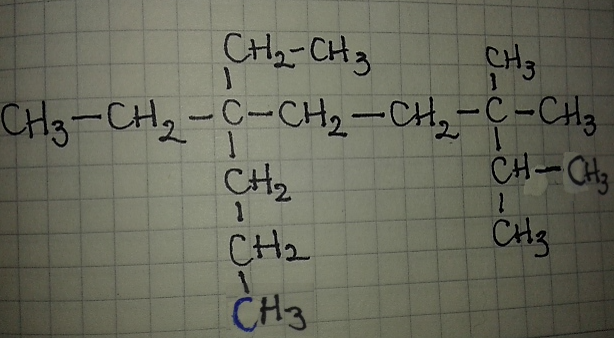 CH₂-CH₃ CH₃
CH₃-CH₂-C-CH₂-CH₂-C-CH₃
CH₂ CH-CH₃
CH₂ CH₃
CH₃